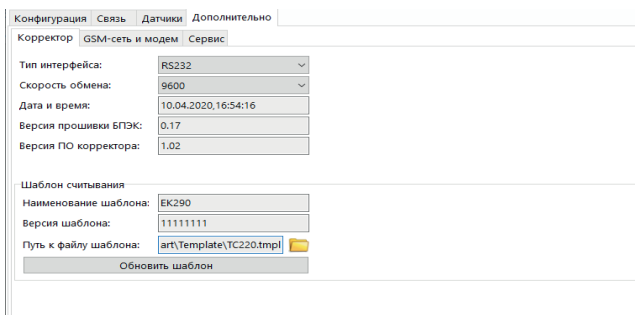 Конфигурация Связь Датчики Дополнительно
Корректор GSM-сеть и модем Сервис
Тип интерфейса: RS232
Скорость обмена: 9600
Дата и время: 10.04.2020,16:54:16
Версия прошивки БПЭК: 0.17
Версия ПО корректора: 1.02
Шаблон считывания
Наименование шаблона: EK290
Версия шаблона: 11111111
Путь к файлу шаблона: art\Template\TC220.tmpl
Обновить шаблон